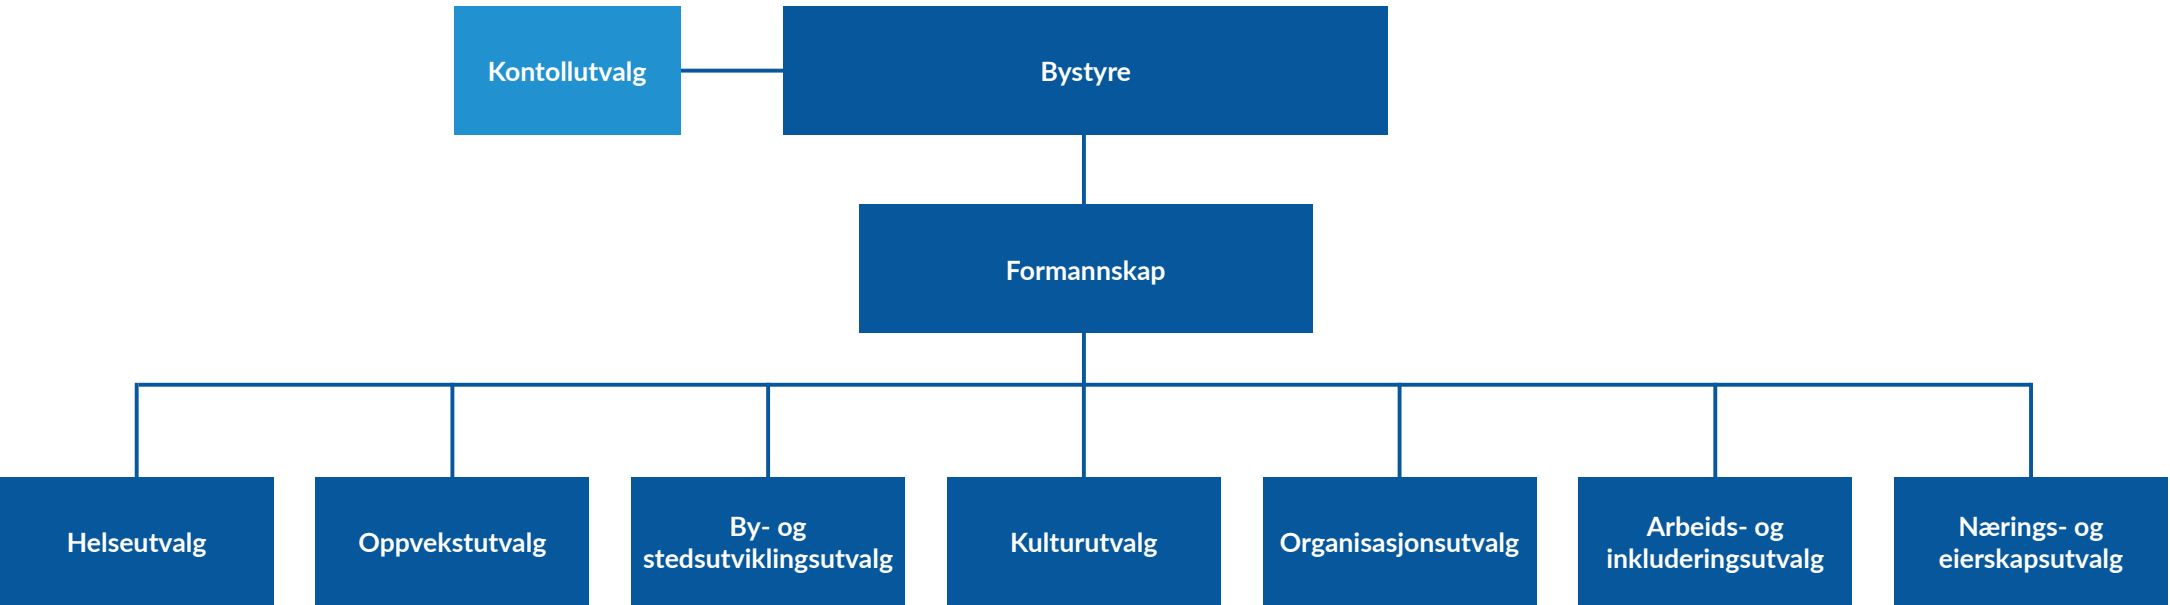 Kontollutvalg
Bystyre
Formannskap
Helseutvalg
Oppvekstutvalg
By- og
stedsutviklingsutvalg
Kulturutvalg
Organisasjonsutvalg
Arbeids- og
inkluderingsutvalg
Nærings- og
eierskapsutvalg